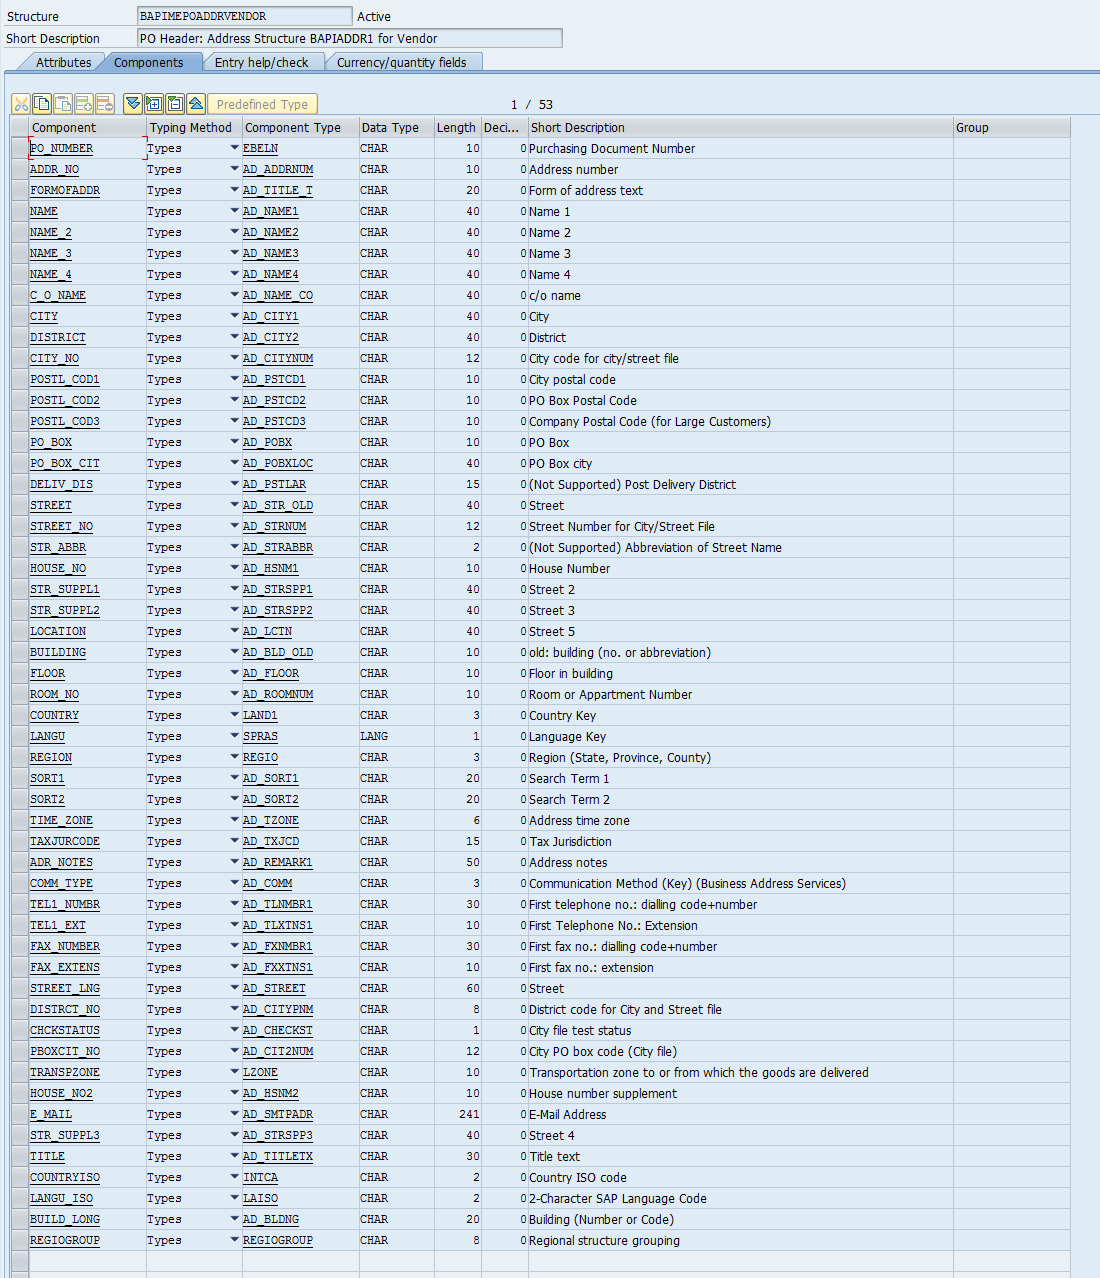 Structure BAPIMEPOADDRVENDOR Active
Short Description PO Header: Address Structure BAPIADDR1 for Vendor
Attributes Components Entry help/check Currency/quantity fields
Predefined Type 1 / 53
Component Typing Method Component Type Data Type Length Deci... Short Description Group
PO_NUMBER Types EBELN CHAR 10 0 Purchasing Document Number
ADDR_NO Types AD_ADDRNUM CHAR 10 0 Address number
FORMOFADDR Types AD_TITLE_T CHAR 20 0 Form of address text
NAME Types AD_NAME1 CHAR 40 0 Name 1
NAME_2 Types AD_NAME2 CHAR 40 0 Name 2
NAME_3 Types AD_NAME3 CHAR 40 0 Name 3
NAME_4 Types AD_NAME4 CHAR 40 0 Name 4
C_O_NAME Types AD_NAME_CO CHAR 40 0 c/o name
CITY Types AD_CITY1 CHAR 40 0 City
DISTRICT Types AD_CITY2 CHAR 40 0 District
CITY_NO Types AD_CITYNUM CHAR 12 0 City code for city/street file
POSTL_COD1 Types AD_PSTCD1 CHAR 10 0 City postal code
POSTL_COD2 Types AD_PSTCD2 CHAR 10 0 PO Box Postal Code
POSTL_COD3 Types AD_PSTCD3 CHAR 10 0 Company Postal Code (for Large Customers)
PO_BOX Types AD_POBX CHAR 10 0 PO Box
PO_BOX_CIT Types AD_POBXLOC CHAR 40 0 PO Box city
DELIV_DIS Types AD_PSTLAR CHAR 15 0 (Not Supported) Post Delivery District
STREET Types AD_STR_OLD CHAR 40 0 Street
STREET_NO Types AD_STRNUM CHAR 12 0 Street Number for City/Street File
STR_ABBR Types AD_STRABBR CHAR 2 0 (Not Supported) Abbreviation of Street Name
HOUSE_NO Types AD_HSNM1 CHAR 10 0 House Number
STR_SUPPL1 Types AD_STRSPP1 CHAR 40 0 Street 2
STR_SUPPL2 Types AD_STRSPP2 CHAR 40 0 Street 3
LOCATION Types AD_LCTN CHAR 40 0 Street 5
BUILDING Types AD_BLD_OLD CHAR 10 0 old: building (no. or abbreviation)
FLOOR Types AD_FLOOR CHAR 10 0 Floor in building
ROOM_NO Types AD_ROOMNUM CHAR 10 0 Room or Appartment Number
COUNTRY Types LAND1 CHAR 3 0 Country Key
LANGU Types SPRAS LANG 1 0 Language Key
REGION Types REGIO CHAR 3 0 Region (State, Province, County)
SORT1 Types AD_SORT1 CHAR 20 0 Search Term 1
SORT2 Types AD_SORT2 CHAR 20 0 Search Term 2
TIME_ZONE Types AD_TZONE CHAR 6 0 Address time zone
TAXJURCODE Types AD_TXJCD CHAR 15 0 Tax Jurisdiction
ADR_NOTES Types AD_REMARK1 CHAR 50 0 Address notes
COMM_TYPE Types AD_COMM CHAR 3 0 Communication Method (Key) (Business Address Services)
TEL1_NUMBR Types AD_TLNMBR1 CHAR 30 0 First telephone no.: dialling code+number
TEL1_EXT Types AD_TLXTNS1 CHAR 10 0 First Telephone No.: Extension
FAX_NUMBER Types AD_FXNMBR1 CHAR 30 0 First fax no.: dialling code+number
FAX_EXTENS Types AD_FXXTNS1 CHAR 10 0 First fax no.: extension
STREET_LNG Types AD_STREET CHAR 60 0 Street
DISTRCT_NO Types AD_CITYPNM CHAR 8 0 District code for City and Street file
CHCKSTATUS Types AD_CHECKST CHAR 1 0 City file test status
PBOXCIT_NO Types AD_CIT2NUM CHAR 12 0 City PO box code (City file)
TRANSPZONE Types LZONE CHAR 10 0 Transportation zone to or from which the goods are delivered
HOUSE_NO2 Types AD_HSNM2 CHAR 10 0 House number supplement
E_MAIL Types AD_SMTPADR CHAR 241 0 E-Mail Address
STR_SUPPL3 Types AD_STRSPP3 CHAR 40 0 Street 4
TITLE Types AD_TITLETX CHAR 30 0 Title text
COUNTRYISO Types INTCA CHAR 2 0 Country ISO code
LANGU_ISO Types LAISO CHAR 2 0 2-Character SAP Language Code
BUILD_LONG Types AD_BLDNG CHAR 20 0 Building (Number or Code)
REGIOGROUP Types REGIOGROUP CHAR 8 0 Regional structure grouping